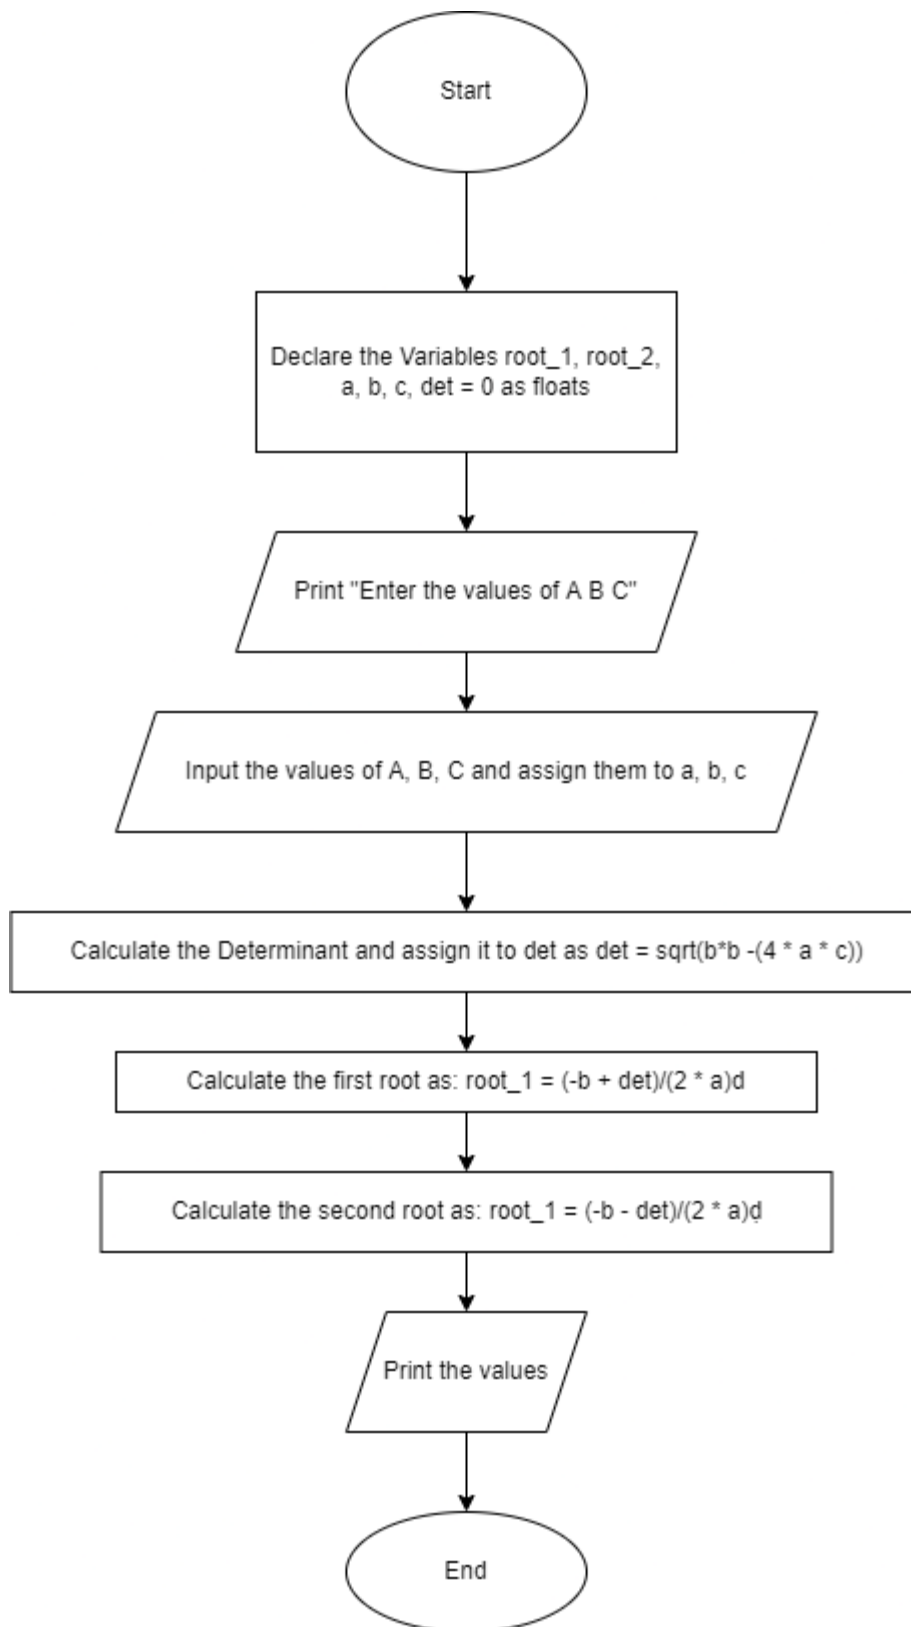 Start
Declare the Variables root_1, root_2,
a, b, c, det = 0 as floats
Print "Enter the values of A B C"
Input the values of A, B, C and assign them to a, b, c
Calculate the Determinant and assign it to det as det = sqrt(b*b -(4 * a * c))
Calculate the first root as: root_1 = (-b + det)/(2 * a)d
Calculate the second root as: root_1 = (-b - det)/(2 * a)d
Print the values
End